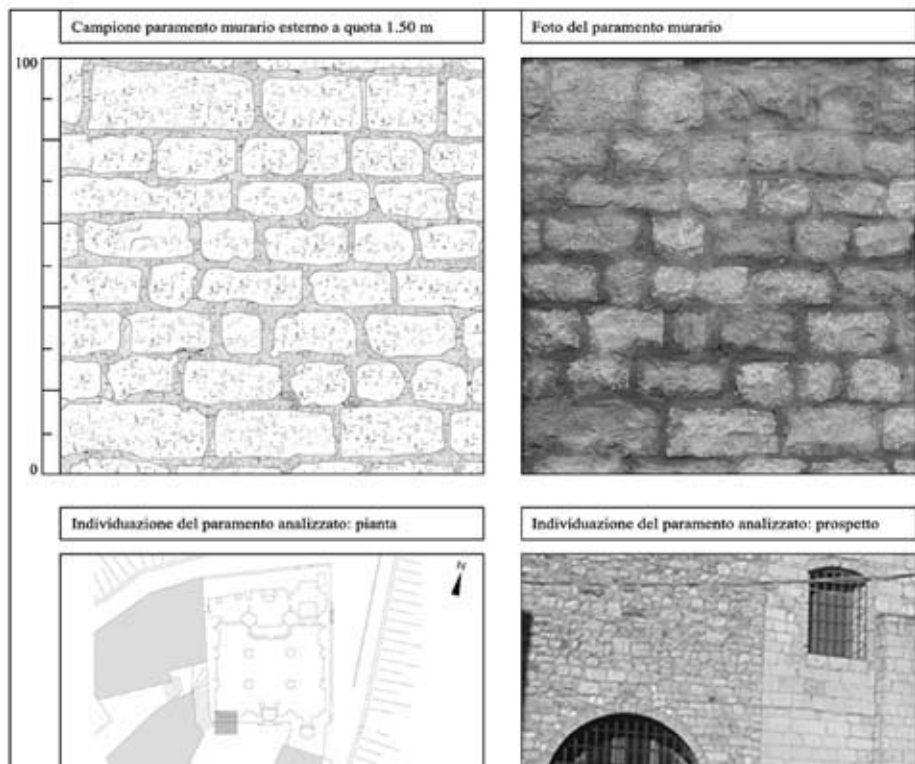 Campione paramento murario esterno a quota 1.50 m
Foto del paramento murario
100
0
Individuazione del paramento analizzato: pianta
Individuazione del paramento analizzato: prospetto
N